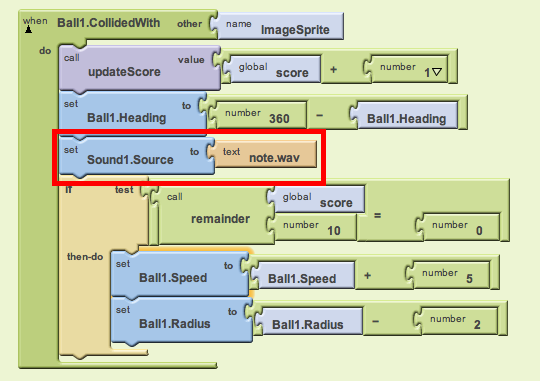 when Ball1.CollidedWith other name ImageSprite
do
call updateScore value global score + number 1
set Ball1.Heading to number 360 - Ball1.Heading
set Sound1.Source to text note.wav
if test call remainder global score number 10 = number 0
then-do
set Ball1.Speed to Ball1.Speed + number 5
set Ball1.Radius to Ball1.Radius - number 2